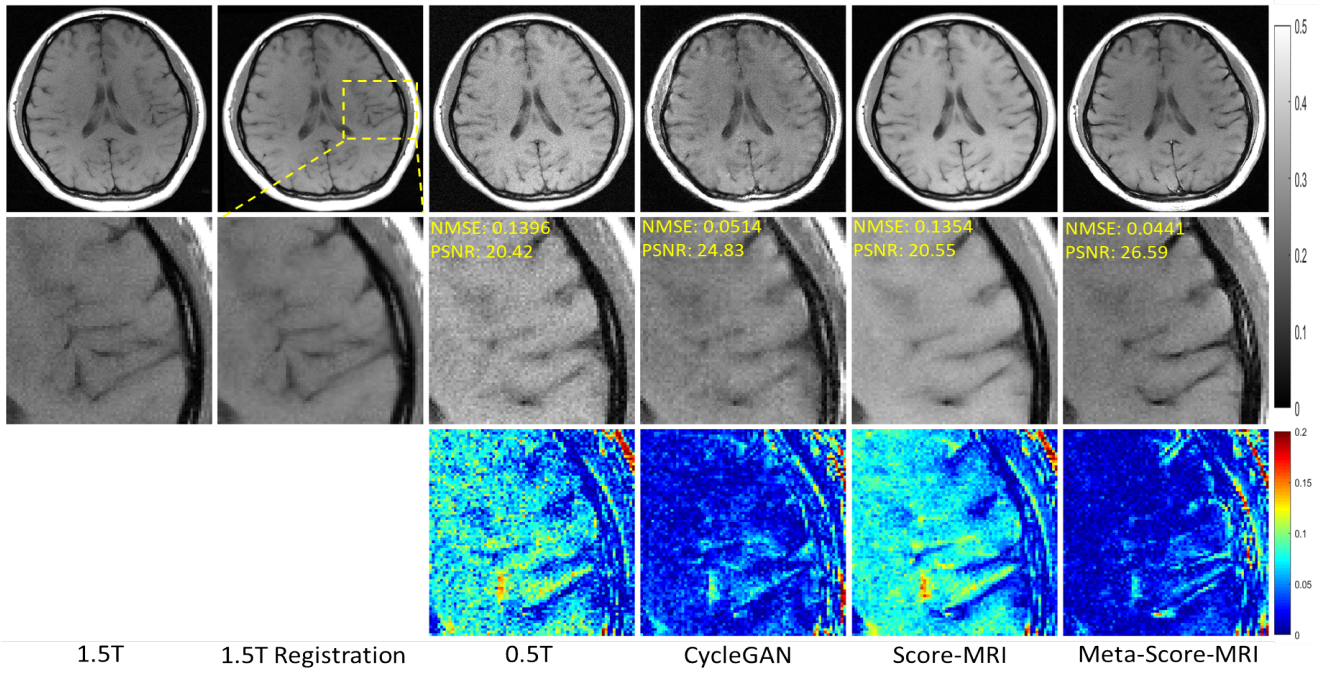 0.5
0.4
0.3
0.2
0.1
0
NMSE: 0.1396
PSNR: 20.42
NMSE: 0.0514
PSNR: 24.83
NMSE: 0.1354
PSNR: 20.55
NMSE: 0.0441
PSNR: 26.59
0.2
0.15
0.1
0.05
0
1.5T
1.5T Registration
0.5T
CycleGAN
Score-MRI
Meta-Score-MRI